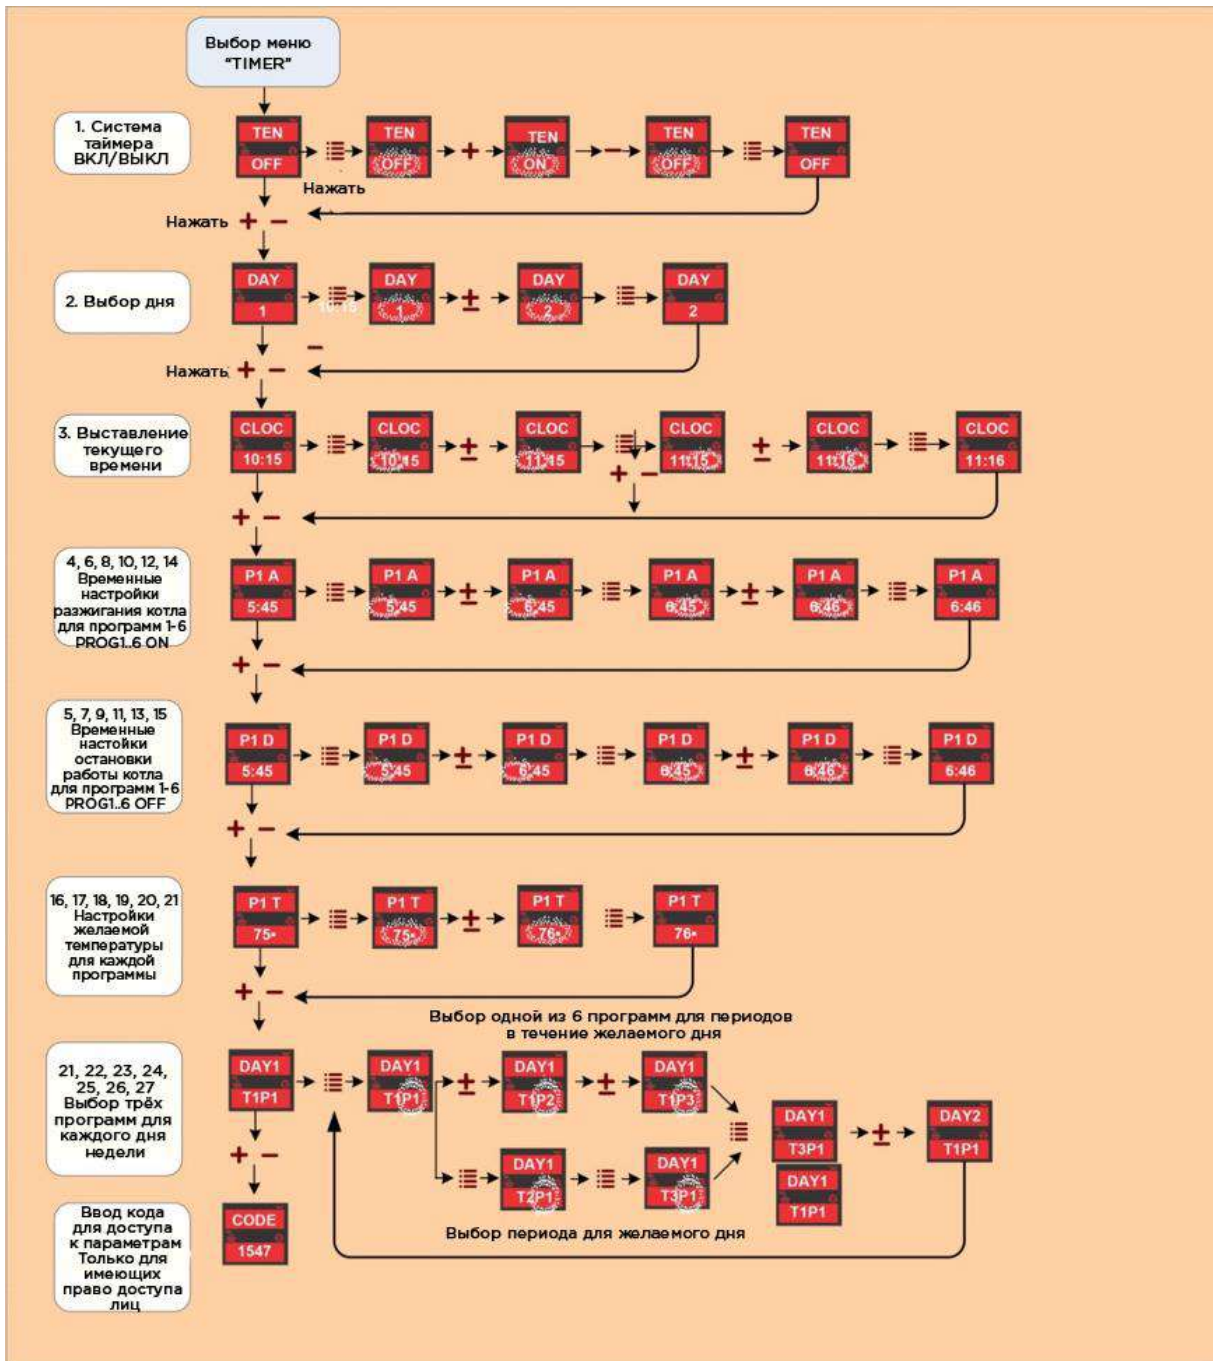 Выбор меню
"TIMER"
1. Система
таймера
ВКЛ/ВЫКЛ
TEN
OFF
TEN
OFF
+
TEN
ON
−
TEN
OFF
TEN
OFF
Нажать
Нажать + −
2. Выбор дня
DAY
1
10:15
DAY
1
±
DAY
2
DAY
2
−
Нажать + −
3. Выставление
текущего
времени
CLOC
10:15
CLOC
10:15
±
CLOC
11:15
CLOC
11:15
±
CLOC
11:16
CLOC
11:16
+ −
+ −
4, 6, 8, 10, 12, 14
Временные
настройки
разжигания котла
для программ 1-6
PROG1..6 ON
P1 A
5:45
P1 A
5:45
±
P1 A
6:45
P1 A
6:45
±
P1 A
6:46
P1 A
6:46
+ −
5, 7, 9, 11, 13, 15
Временные
настойки
остановки
работы котла
для программ 1-6
PROG1..6 OFF
P1 D
5:45
P1 D
5:45
±
P1 D
6:45
P1 D
6:45
±
P1 D
6:46
P1 D
6:46
+ −
16, 17, 18, 19, 20, 21
Настройки
желаемой
температуры
для каждой
программы
P1 T
75•
P1 T
75•
±
P1 T
76•
P1 T
76•
+ −
Выбор одной из 6 программ для периодов
в течение желаемого дня
21, 22, 23, 24,
25, 26, 27
Выбор трёх
программ для
каждого дня
недели
DAY1
T1P1
DAY1
T1P1
±
DAY1
T1P2
±
DAY1
T1P3
DAY1
T2P1
DAY1
T3P1
DAY1
T3P1
DAY1
T1P1
±
DAY2
T1P1
+ −
Выбор периода для желаемого дня
Ввод кода
для доступа
к параметрам
Только для
имеющих
право доступа
лиц
CODE
1547